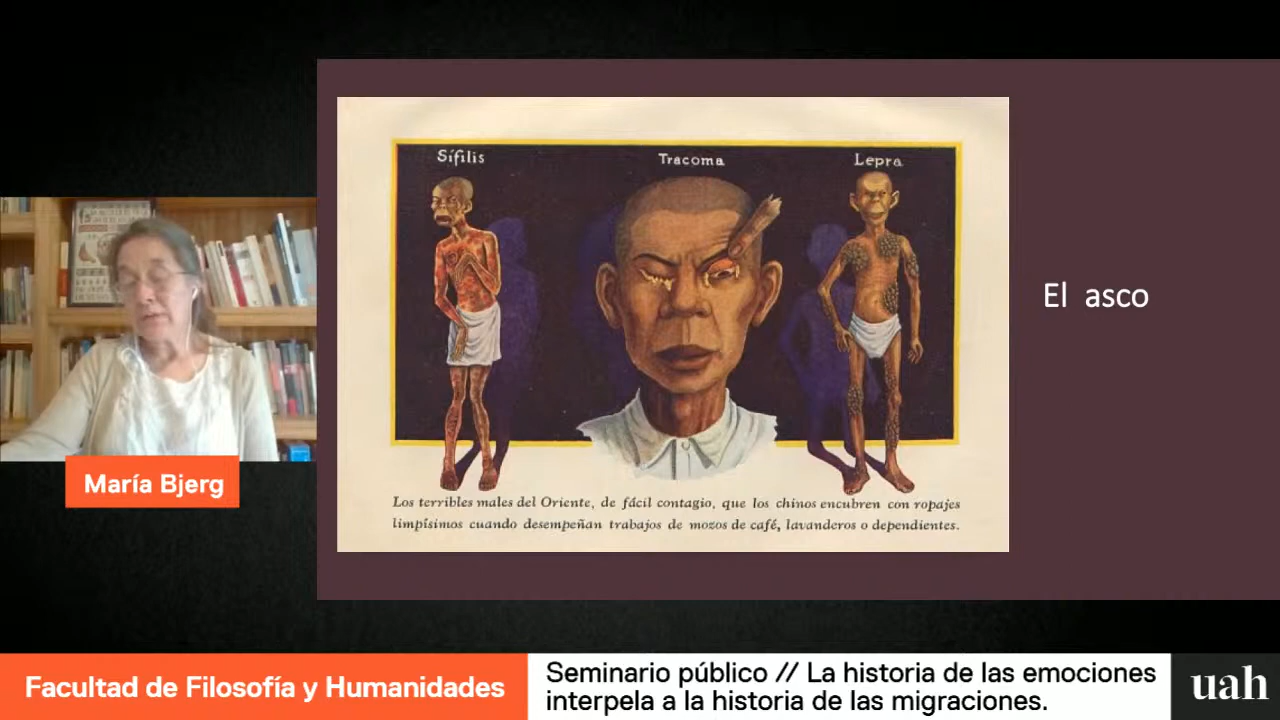 Sífilis
Tracoma
Lepra
Los terribles males del Oriente, de fácil contagio, que los chinos encubren con ropajes
limpísimos cuando desempeñan trabajos de mozos de café, lavanderos o dependientes.
El asco
María Bjerg
Facultad de Filosofía y Humanidades
Seminario público // La historia de las emociones
interpela a la historia de las migraciones.
uah